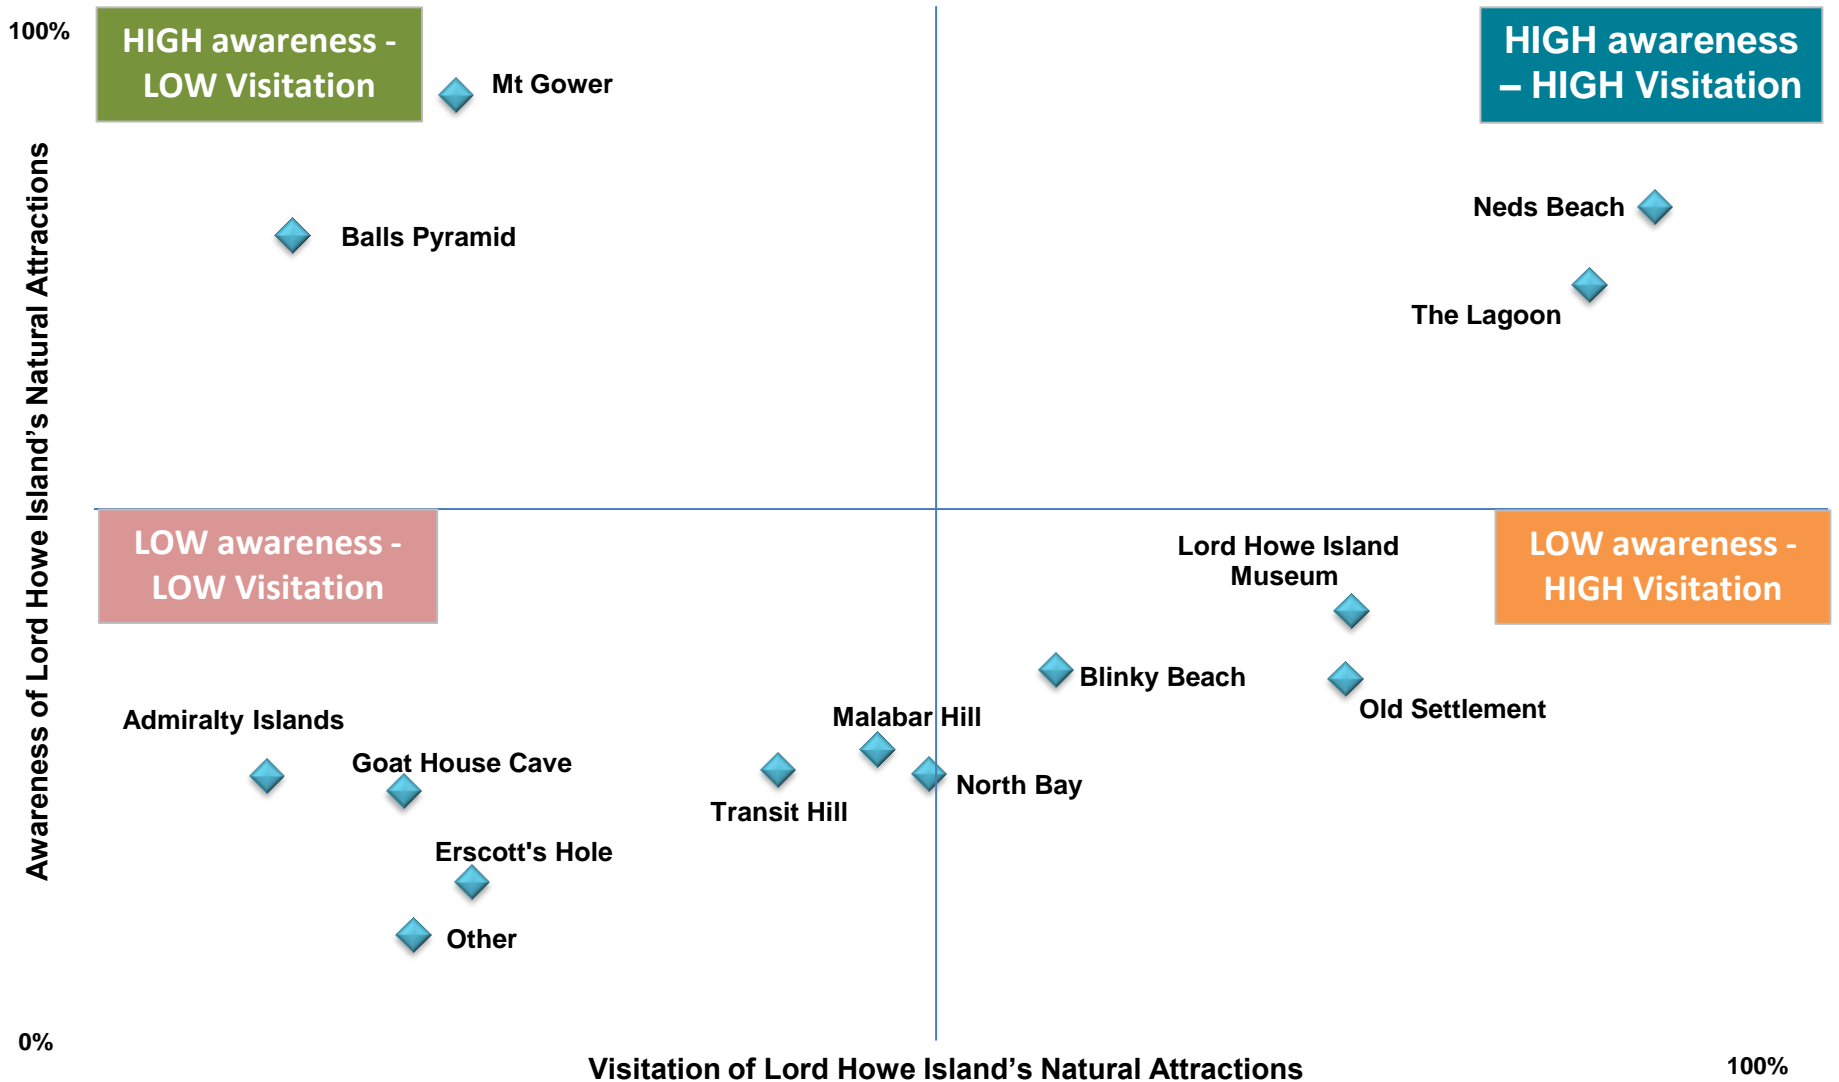 100%
HIGH awareness -
LOW Visitation
Mt Gower
HIGH awareness
– HIGH Visitation
Awareness of Lord Howe Island’s Natural Attractions
Balls Pyramid
Neds Beach
The Lagoon
LOW awareness -
LOW Visitation
Lord Howe Island
Museum
LOW awareness -
HIGH Visitation
Blinky Beach
Old Settlement
Admiralty Islands
Malabar Hill
Goat House Cave
North Bay
Transit Hill
Erscott's Hole
Other
0%
Visitation of Lord Howe Island’s Natural Attractions
100%